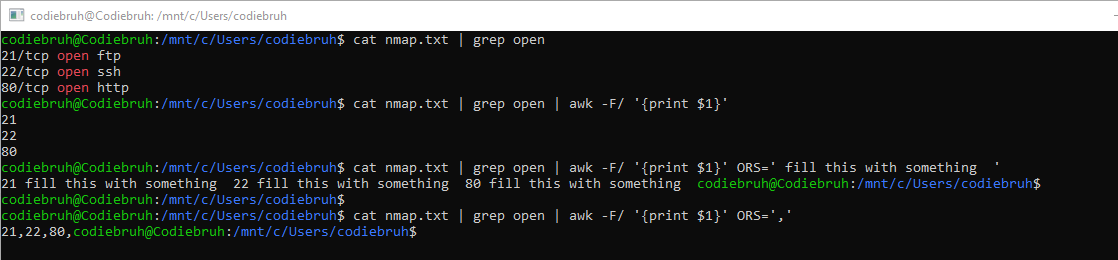 codiebruh@Codiebruh: /mnt/c/Users/codiebruh
codiebruh@Codiebruh:/mnt/c/Users/codiebruh$ cat nmap.txt | grep open
21/tcp open ftp
22/tcp open ssh
80/tcp open http
codiebruh@Codiebruh:/mnt/c/Users/codiebruh$ cat nmap.txt | grep open | awk -F/ '{print $1}'
21
22
80
codiebruh@Codiebruh:/mnt/c/Users/codiebruh$ cat nmap.txt | grep open | awk -F/ '{print $1}' ORS=' fill this with something  '
21 fill this with something  22 fill this with something  80 fill this with something  codiebruh@Codiebruh:/mnt/c/Users/codiebruh$
codiebruh@Codiebruh:/mnt/c/Users/codiebruh$
codiebruh@Codiebruh:/mnt/c/Users/codiebruh$ cat nmap.txt | grep open | awk -F/ '{print $1}' ORS=','
21,22,80,codiebruh@Codiebruh:/mnt/c/Users/codiebruh$